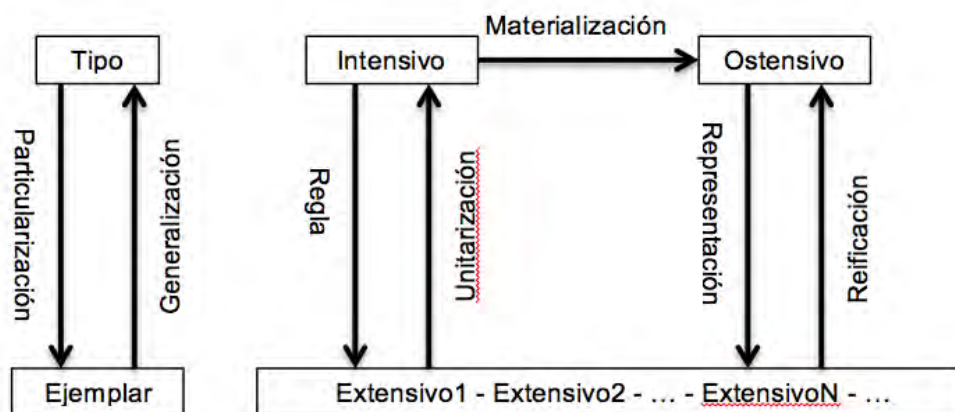 Materialización
Tipo
Intensivo
Ostensivo
Particularización
Generalización
Regla
Unitarización
Representación
Reificación
Ejemplar
Extensivo1 - Extensivo2 - ... - ExtensivoN - ...